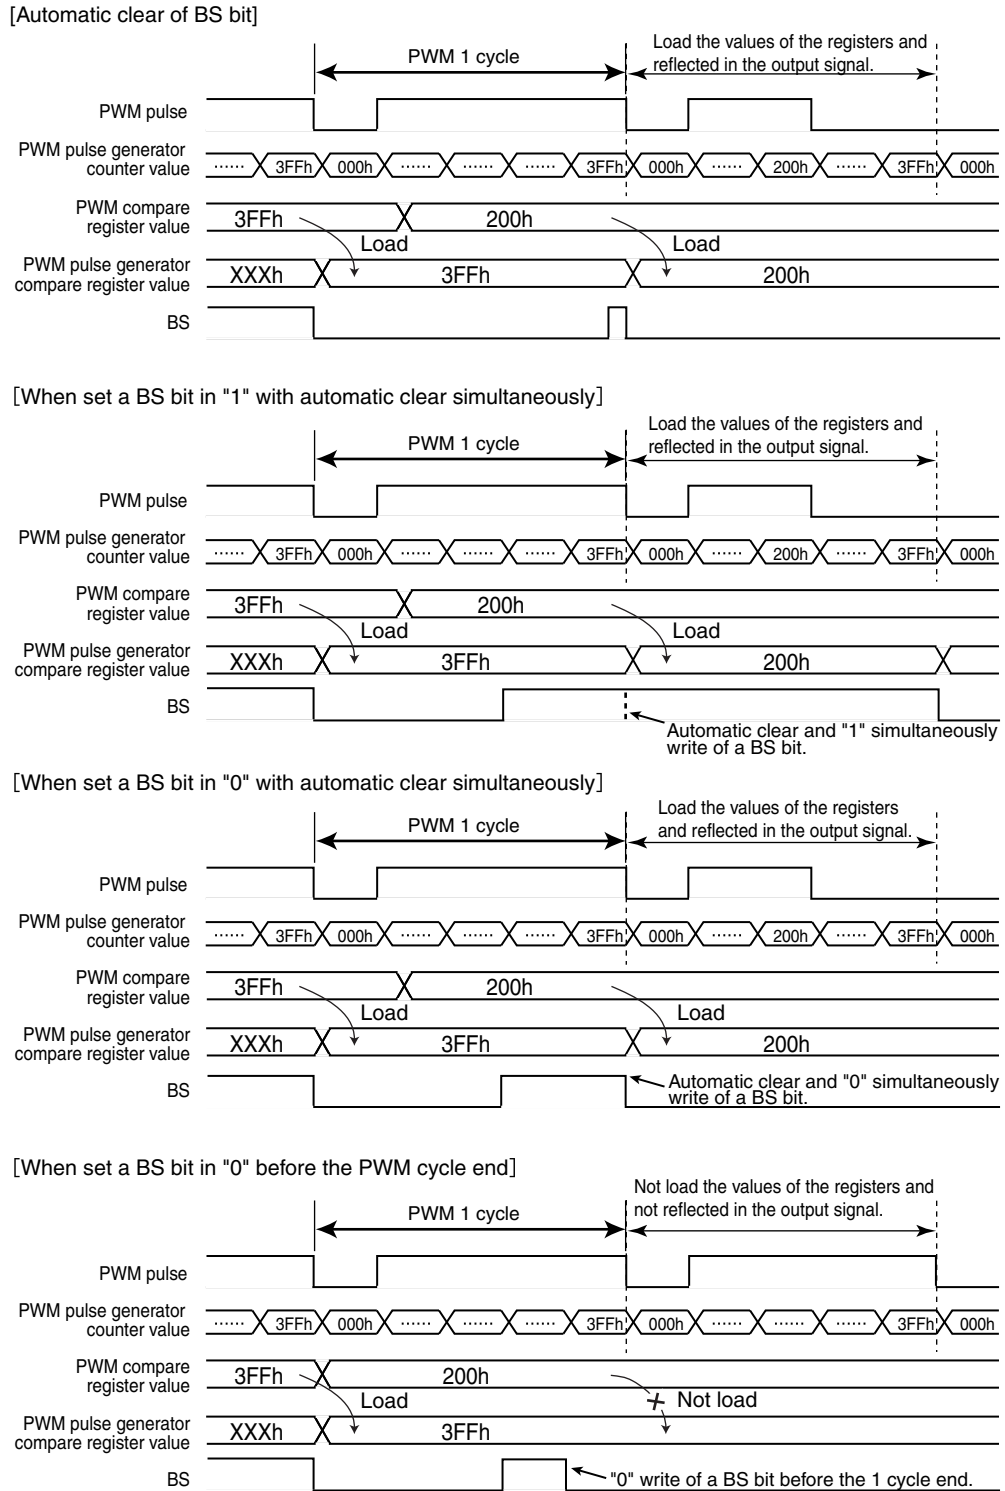 [Automatic clear of BS bit]
PWM 1 cycle
Load the values of the registers and
reflected in the output signal.
PWM pulse
PWM pulse generator
counter value
...... 3FFh 000h ...... ...... ...... 3FFh 000h ...... 200h ...... 3FFh 000h
PWM compare
register value
3FFh 200h
Load Load
PWM pulse generator
compare register value
XXXh 3FFh 200h
BS
[When set a BS bit in "1" with automatic clear simultaneously]
PWM 1 cycle
Load the values of the registers and
reflected in the output signal.
PWM pulse
PWM pulse generator
counter value
...... 3FFh 000h ...... ...... ...... 3FFh 000h ...... 200h ...... 3FFh 000h
PWM compare
register value
3FFh 200h
Load Load
PWM pulse generator
compare register value
XXXh 3FFh 200h
BS
Automatic clear and "1" simultaneously
write of a BS bit.
[When set a BS bit in "0" with automatic clear simultaneously]
PWM 1 cycle
Load the values of the registers
and reflected in the output signal.
PWM pulse
PWM pulse generator
counter value
...... 3FFh 000h ...... ...... ...... 3FFh 000h ...... 200h ...... 3FFh 000h
PWM compare
register value
3FFh 200h
Load Load
PWM pulse generator
compare register value
XXXh 3FFh 200h
BS
Automatic clear and "0" simultaneously
write of a BS bit.
[When set a BS bit in "0" before the PWM cycle end]
PWM 1 cycle
Not load the values of the registers and
not reflected in the output signal.
PWM pulse
PWM pulse generator
counter value
...... 3FFh 000h ...... ...... ...... 3FFh 000h ...... ...... ...... 3FFh 000h
PWM compare
register value
3FFh 200h
Load Not load
PWM pulse generator
compare register value
XXXh 3FFh
BS
"0" write of a BS bit before the 1 cycle end.